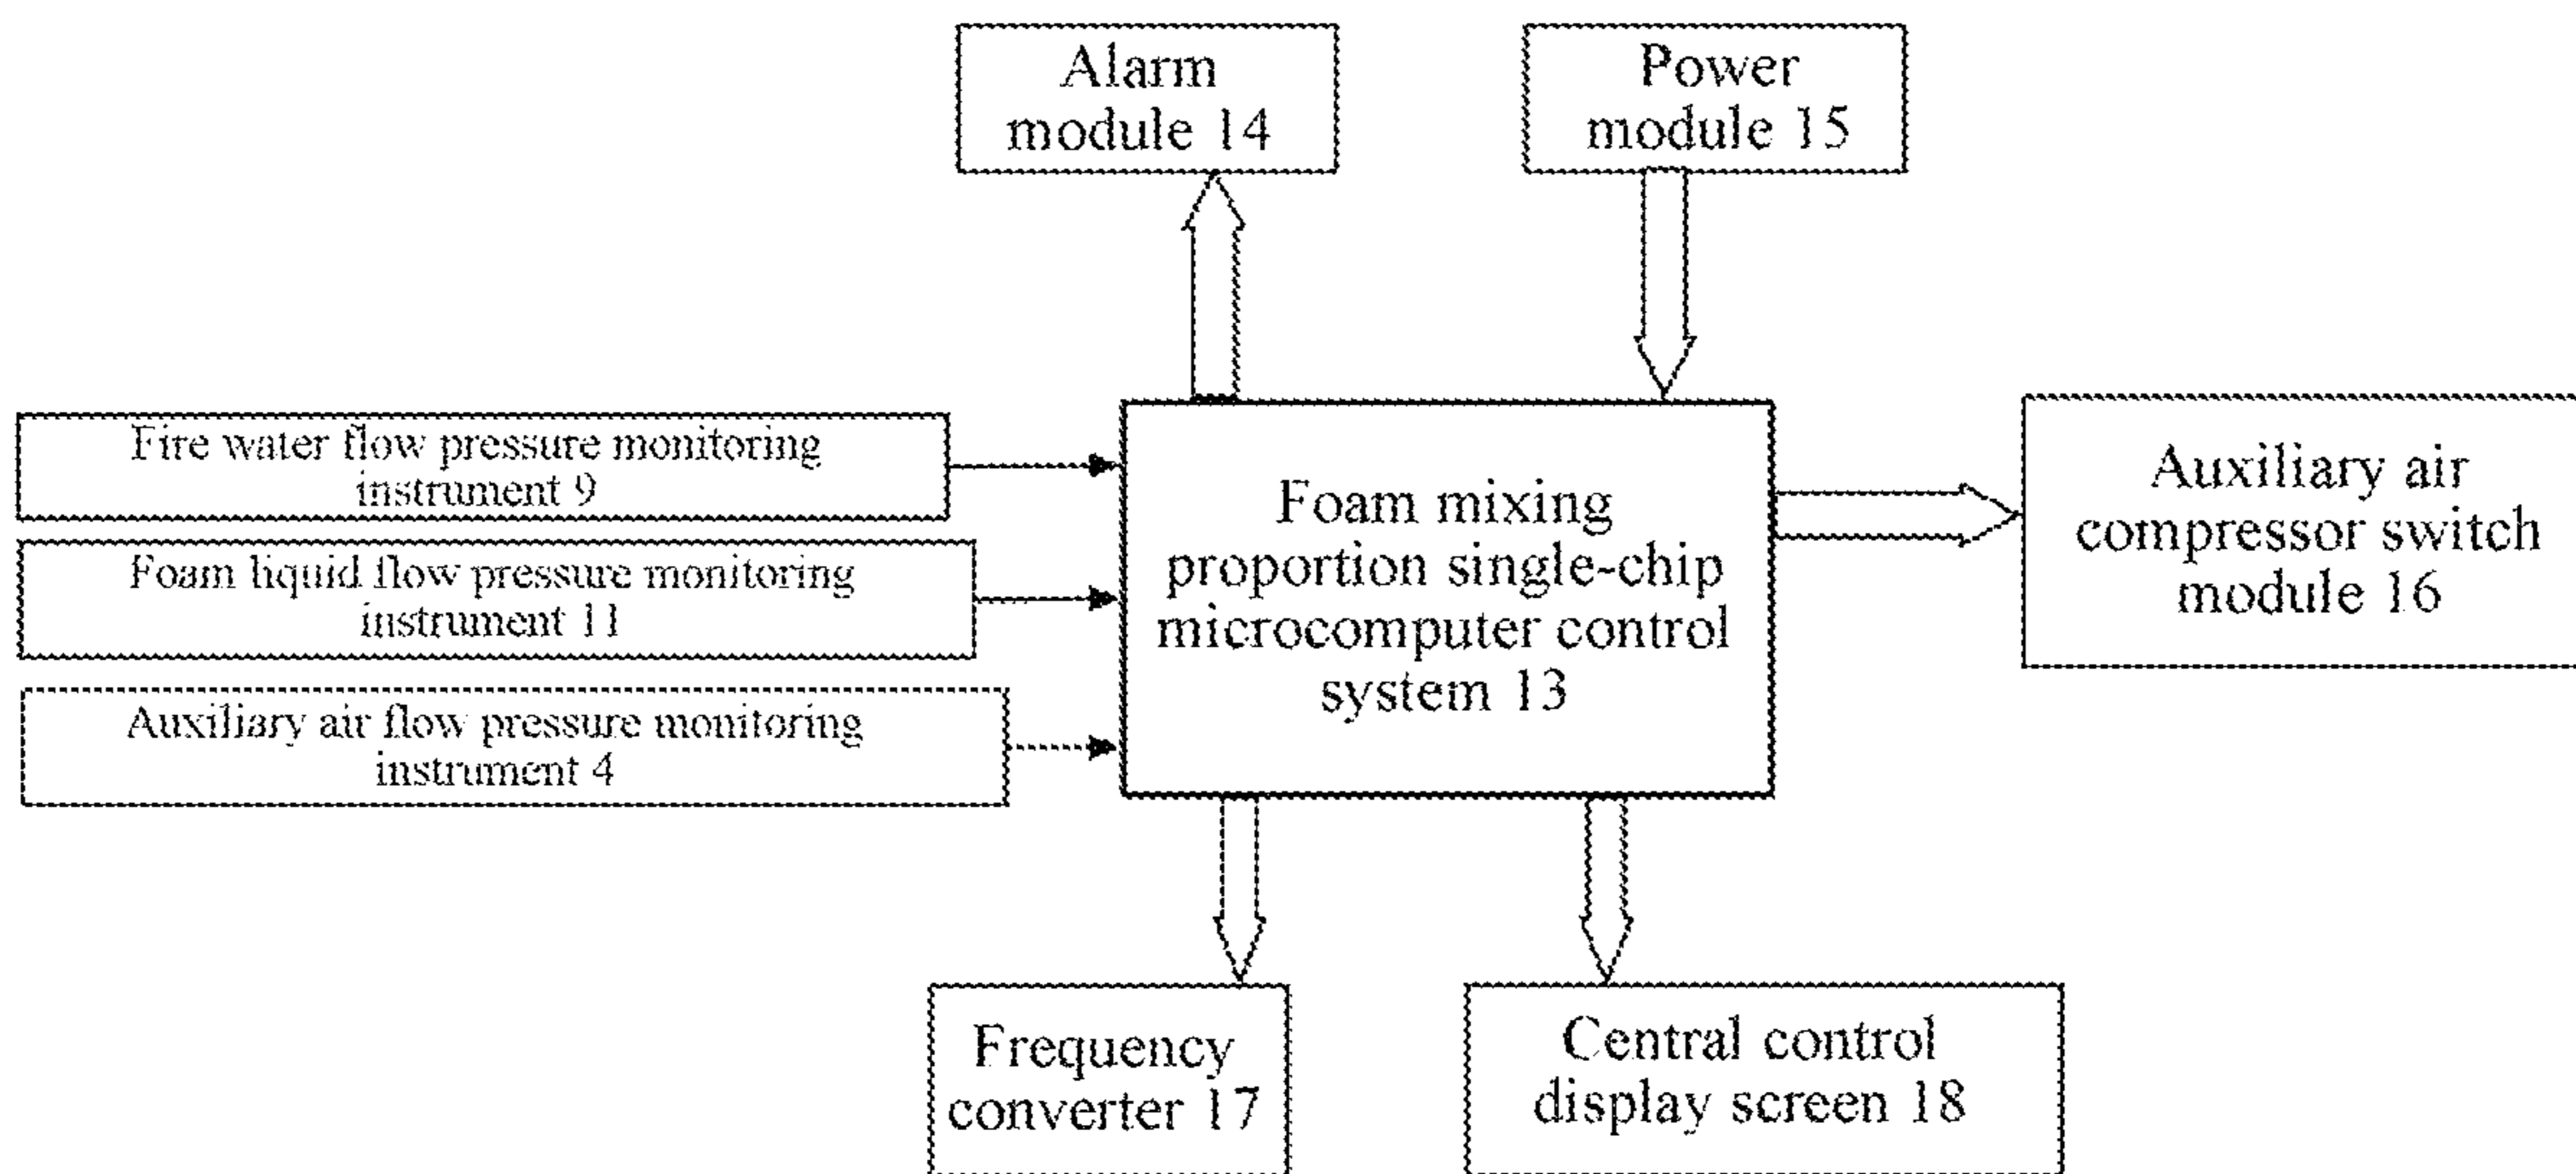 Alarm
module 14
Power
module 15
Fire water flow pressure monitoring
instrument 9
Foam liquid flow pressure monitoring
instrument 11
Auxiliary air flow pressure monitoring
instrument 4
Foam mixing
proportion single-chip
microcomputer control
system 13
Auxiliary air
compressor switch
module 16
Frequency
converter 17
Central control
display screen 18